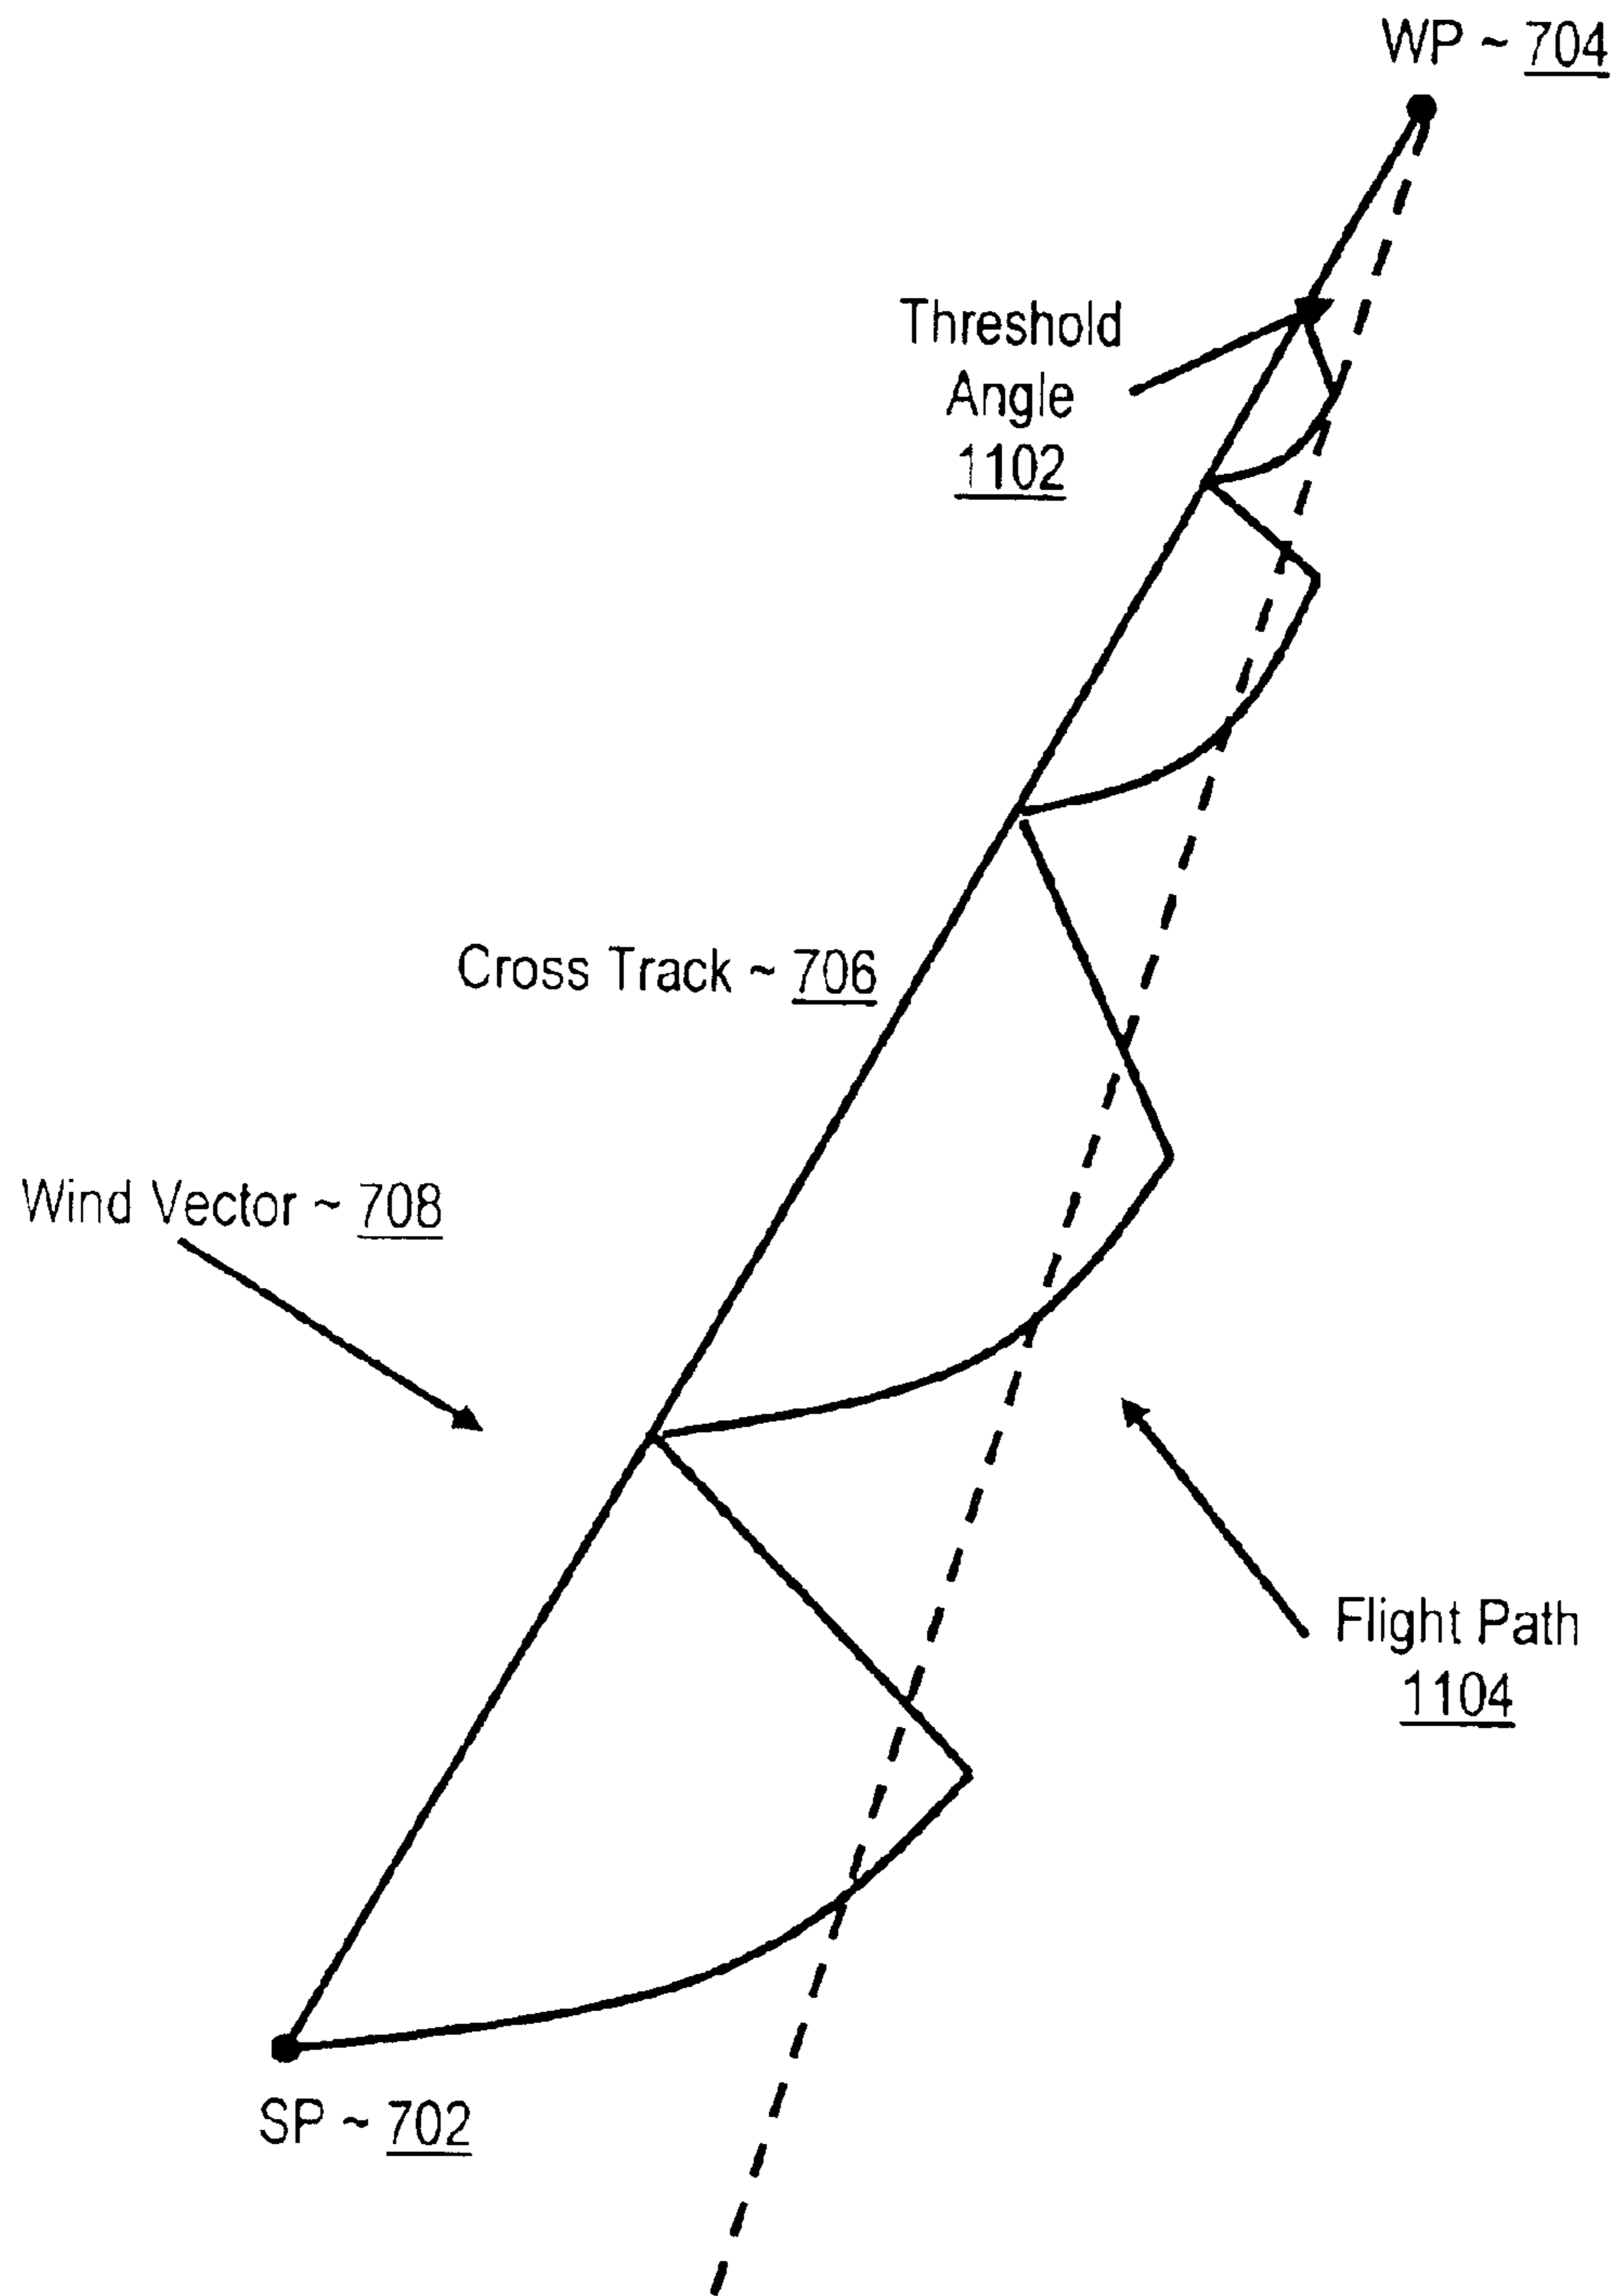 WP ~ 704
Threshold
Angle
1102
Cross Track ~ 706
Wind Vector ~ 708
Flight Path
1104
SP ~ 702